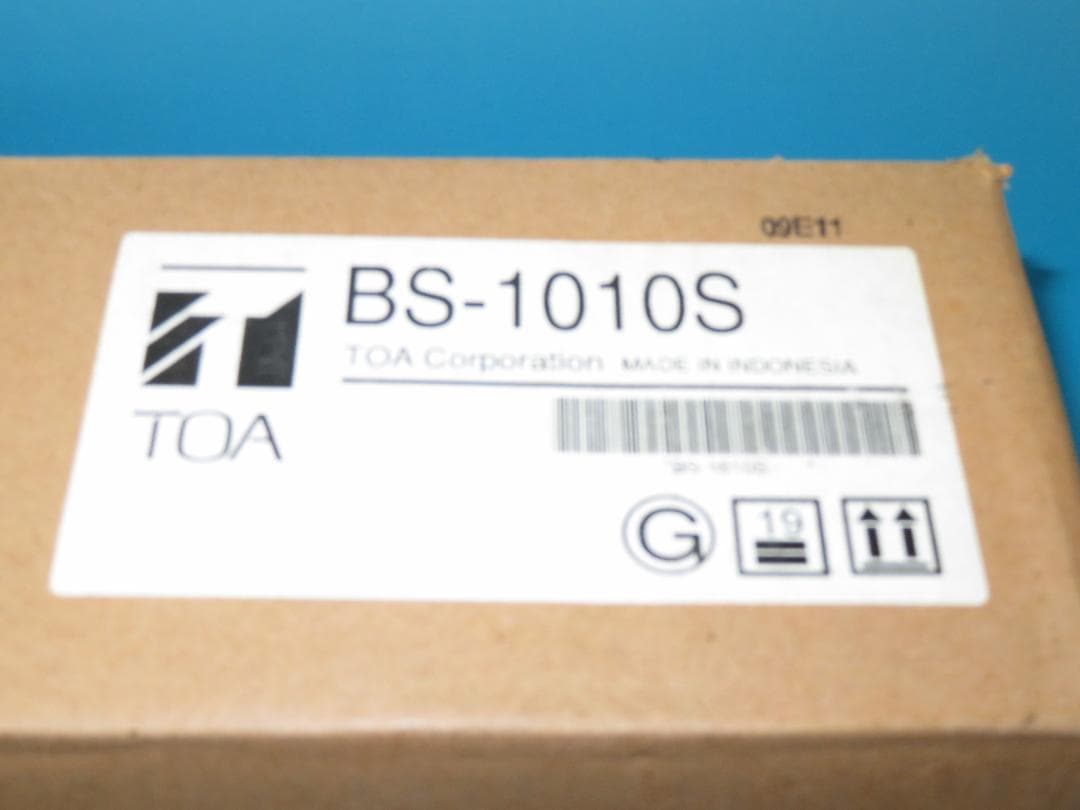 09E11
BS-1010S
TOA Corporation MADE IN INDONESIA
TOA
G
19